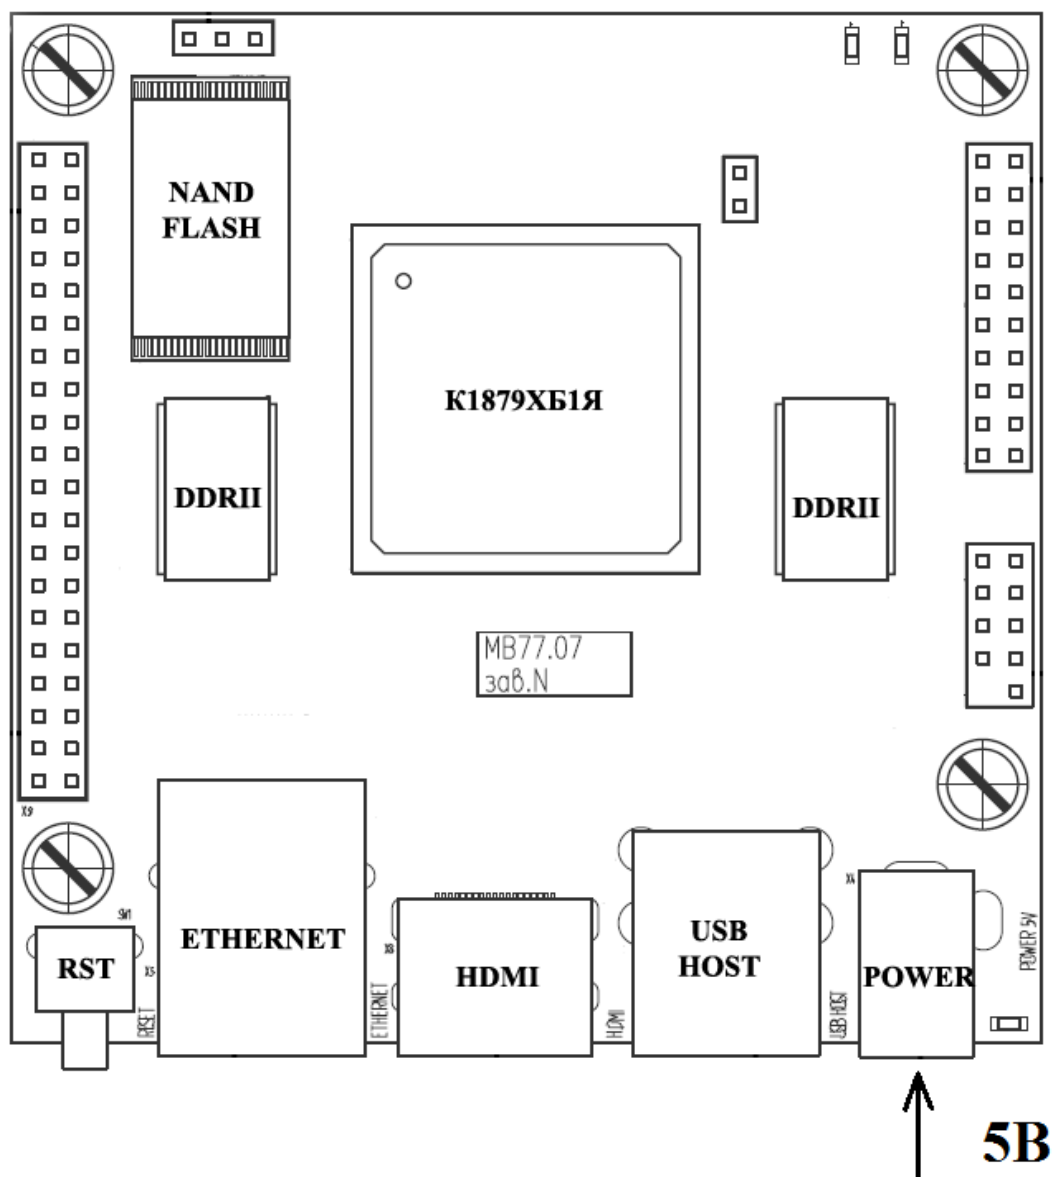 NAND
FLASH
К1879ХБ1Я
DDRII
DDRII
MB77.07
зав.N
X9
SW1
X4
POWER 5V
ETHERNET
USB
HOST
RST
X5
X8
HDMI
POWER
RESET
ETHERNET
HDMI
USB HOST
5В